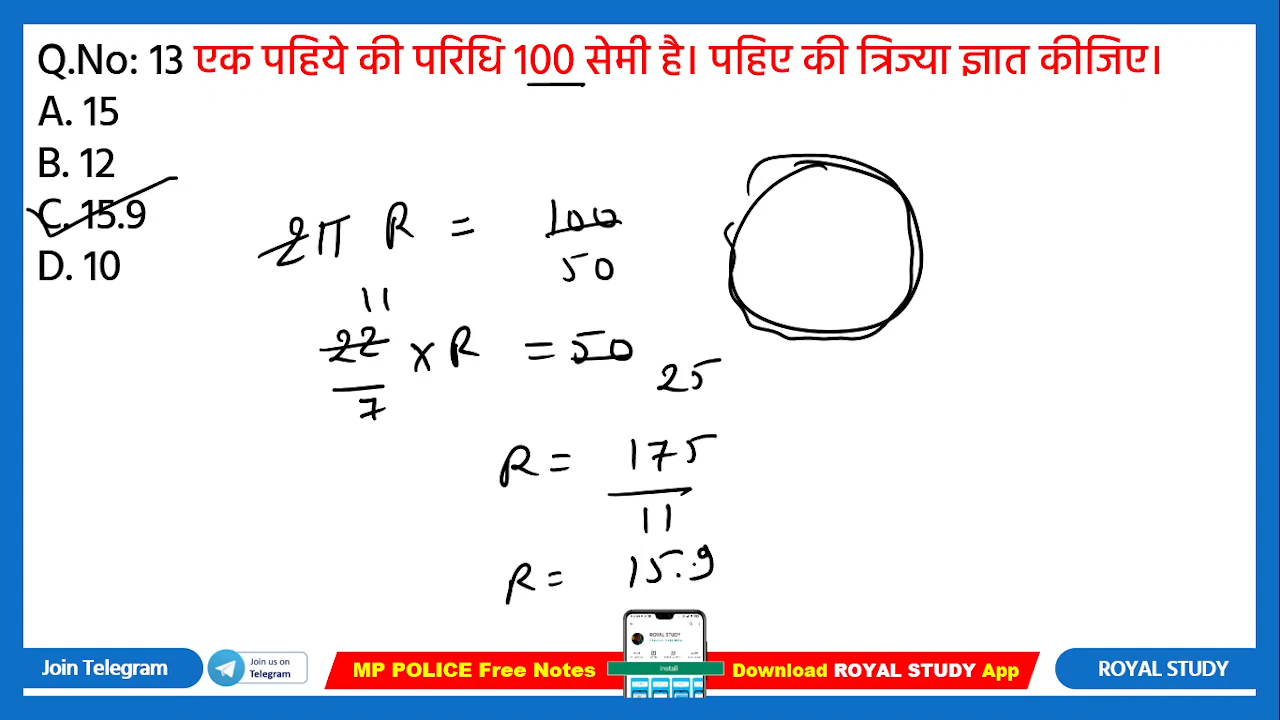 Q.No: 13 एक पहिये की परिधि 100 सेमी है। पहिए की त्रिज्या ज्ञात कीजिए।
A. 15
B. 12
C. 15.9
D. 10
2π R = 100
50
11
22 × R = 50
7
25
R = 175
11
R = 15.9
ROYAL STUDY
Install
Join Telegram
Join us on
Telegram
MP POLICE Free Notes
Download ROYAL STUDY App
ROYAL STUDY